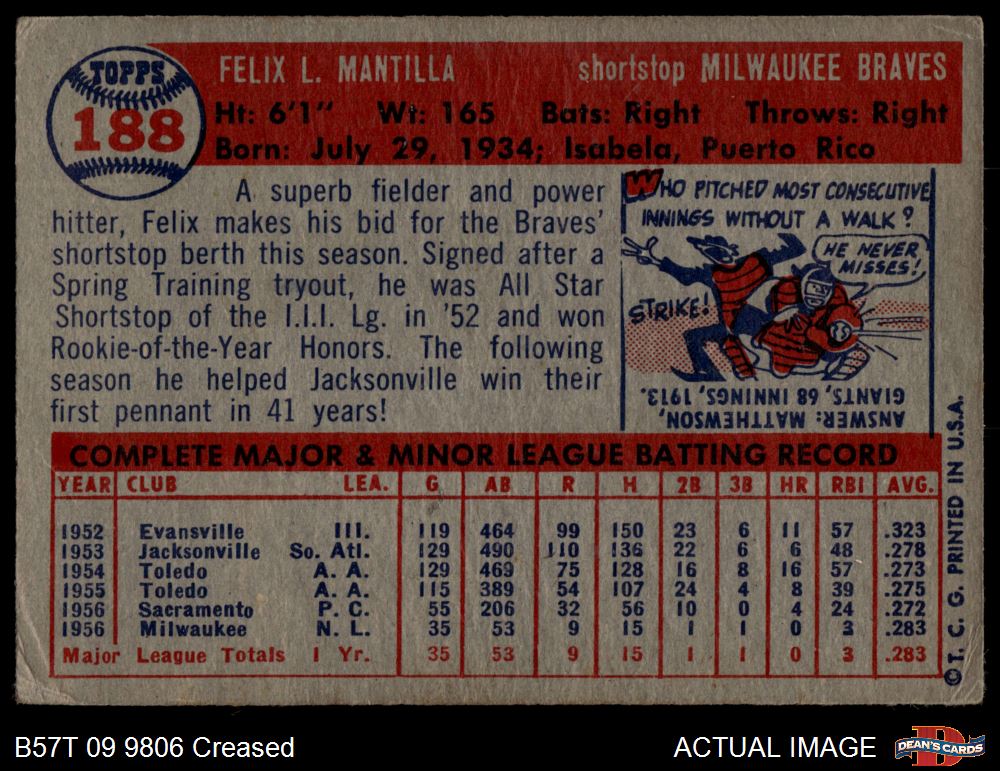 TOPPS
188
FELIX L. MANTILLA shortstop MILWAUKEE BRAVES
Ht: 6'1" Wt: 165 Bats: Right Throws: Right
Born: July 29, 1934; Isabela, Puerto Rico
A superb fielder and power
hitter, Felix makes his bid for the Braves'
shortstop berth this season. Signed after a
Spring Training tryout, he was All Star
Shortstop of the I.I.I. Lg. in '52 and won
Rookie-of-the-Year Honors. The following
season he helped Jacksonville win their
first pennant in 41 years!
WHO PITCHED MOST CONSECUTIVE
INNINGS WITHOUT A WALK?
HE NEVER
MISSES!
STRIKE!
ANSWER: MATTHEWSON,
GIANTS, 68 INNINGS, 1913.
COMPLETE MAJOR & MINOR LEAGUE BATTING RECORD
YEAR CLUB LEA. G AB R H 2B 3B HR RBI AVG.
1952 Evansville III. 119 464 99 150 23 6 11 57 .323
1953 Jacksonville So. Atl. 129 490 110 136 22 6 6 48 .278
1954 Toledo A. A. 129 469 75 128 16 8 16 57 .273
1955 Toledo A. A. 115 389 54 107 24 4 8 39 .275
1956 Sacramento P. C. 55 206 32 56 10 0 4 24 .272
1956 Milwaukee N. L. 35 53 9 15 1 1 0 3 .283
Major League Totals 1 Yr. 35 53 9 15 1 1 0 3 .283
© T. C. G. PRINTED IN U.S.A.
B57T 09 9806 Creased
ACTUAL IMAGE
D
DEAN'S CARDS